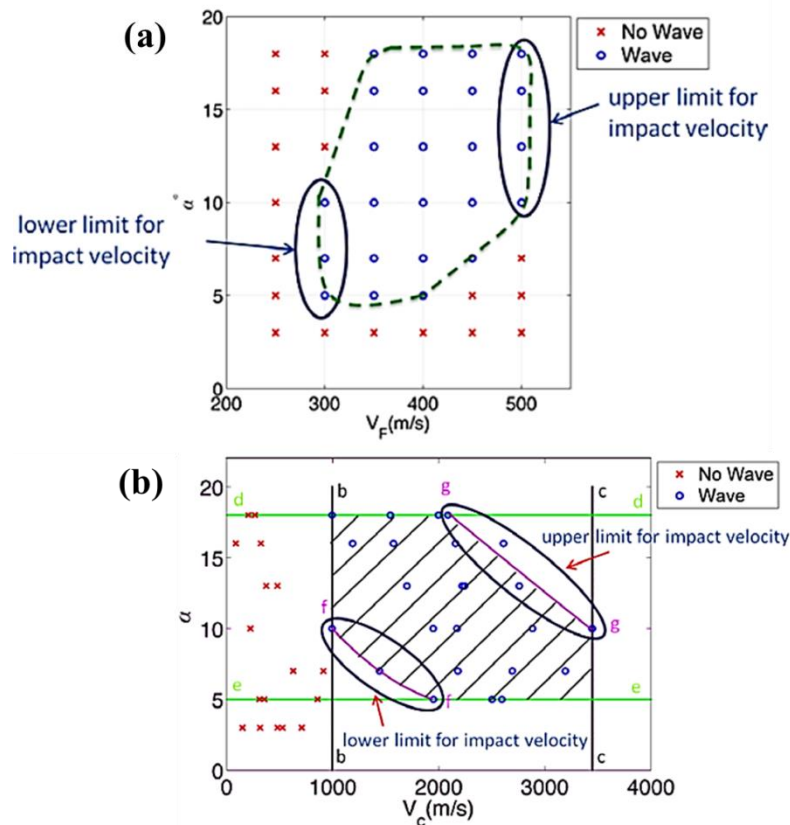 (a)
20
× No Wave
o Wave
upper limit for
impact velocity
15
α°
10
lower limit for
impact velocity
5
0
200 300 400 500
V_F(m/s)
(b)
× No Wave
o Wave
20
b
g
c
d
d
upper limit for impact velocity
15
α
f
10
g
e
e
5
f
lower limit for impact velocity
b
c
0
0 1000 2000 3000 4000
V_c(m/s)